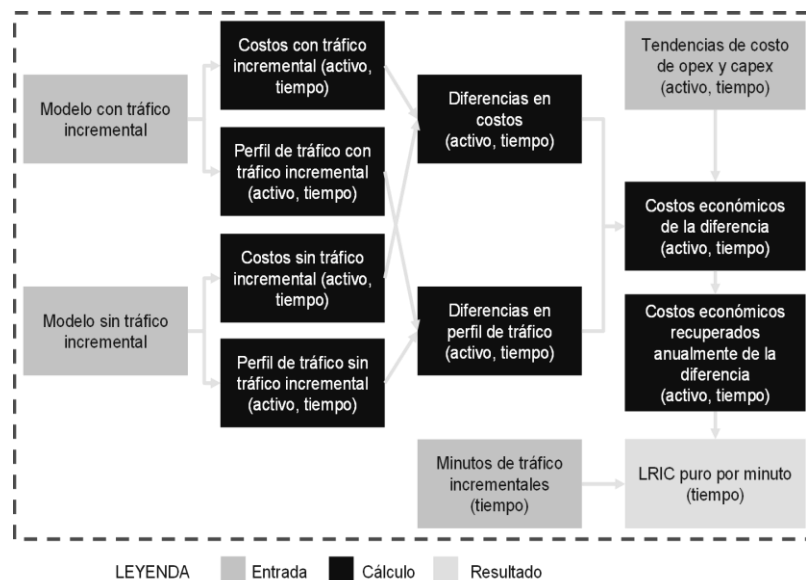 Modelo con tráfico
incremental
Costos con tráfico
incremental (activo,
tiempo)
Perfil de tráfico con
tráfico incremental
(activo, tiempo)
Modelo sin tráfico
incremental
Costos sin tráfico
incremental (activo,
tiempo)
Perfil de tráfico sin
tráfico incremental
(activo, tiempo)
Diferencias en
costos
(activo, tiempo)
Diferencias en
perfil de tráfico
(activo, tiempo)
Minutos de tráfico
incrementales
(tiempo)
Tendencias de costo
de opex y capex
(activo, tiempo)
Costos económicos
de la diferencia
(activo, tiempo)
Costos económicos
recuperados
anualmente de la
diferencia
(activo, tiempo)
LRIC puro por minuto
(tiempo)
LEYENDA Entrada Cálculo Resultado